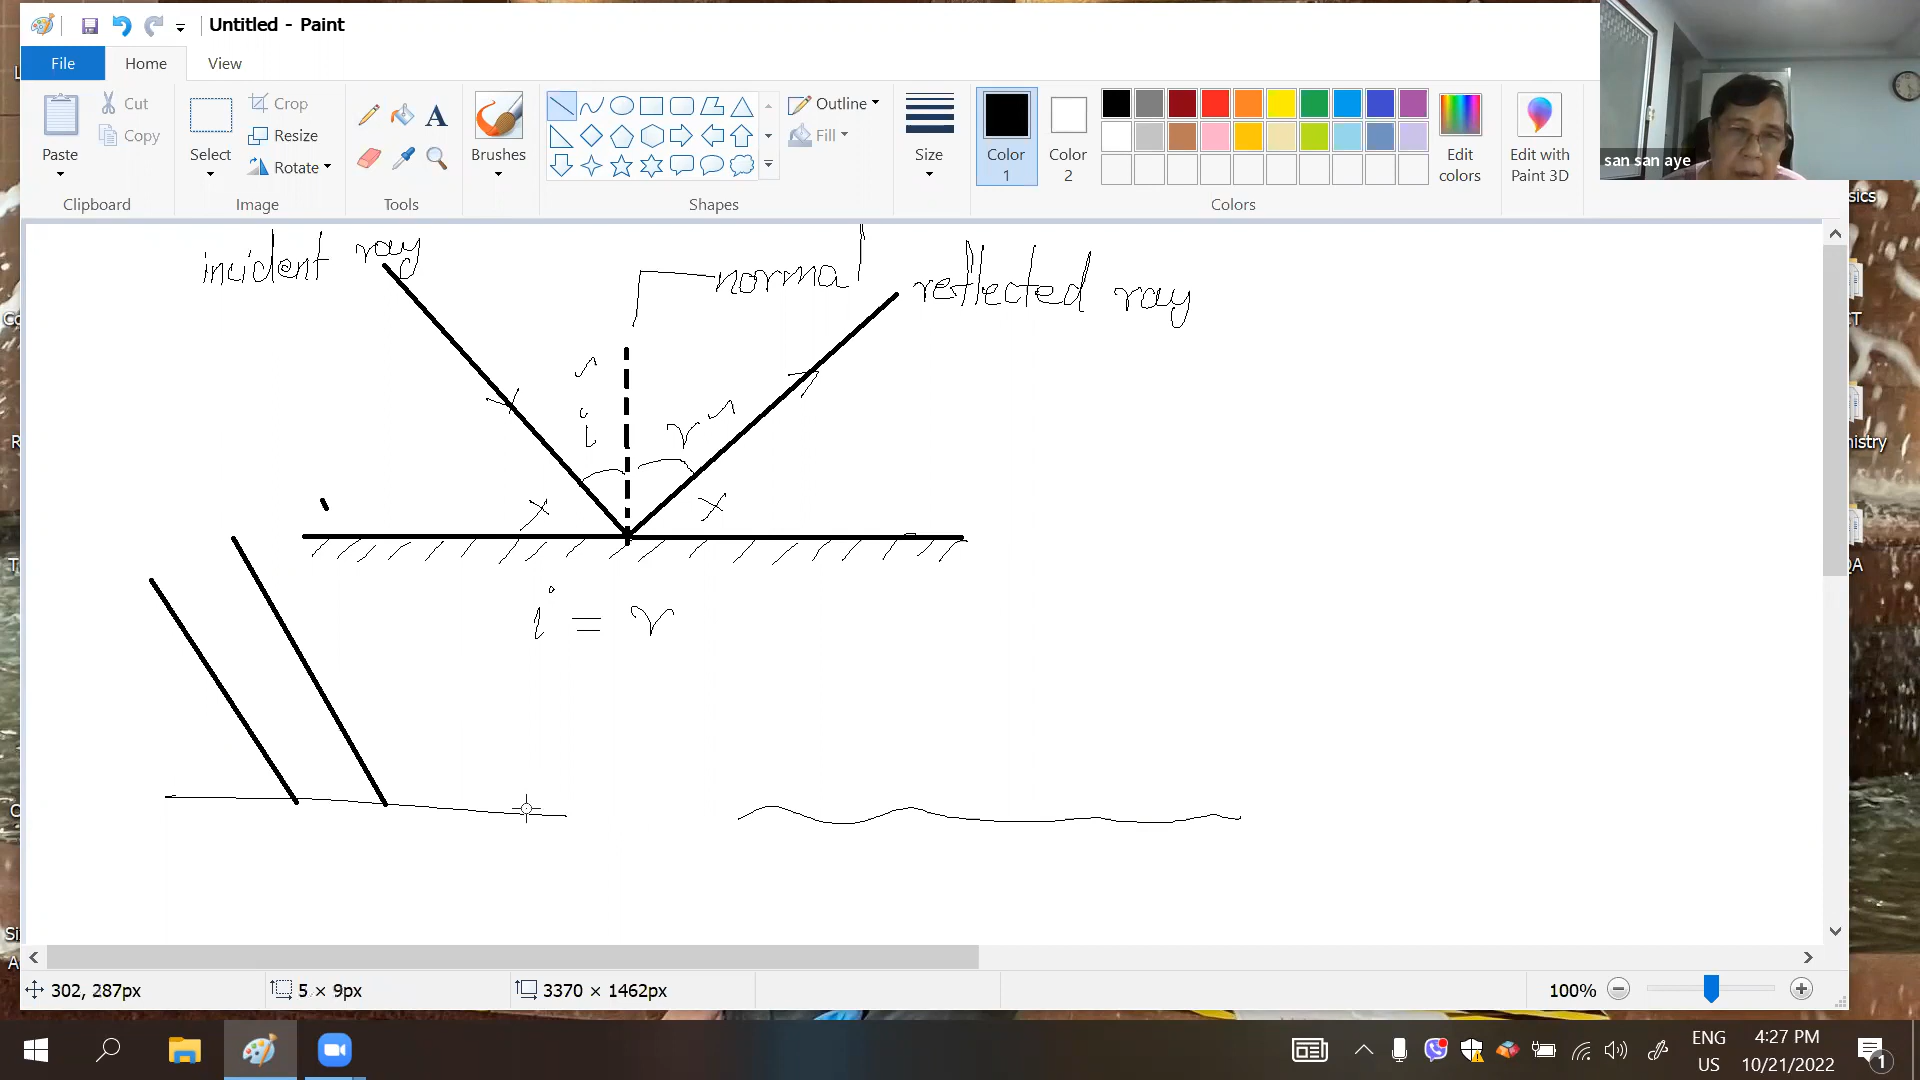 Untitled - Paint
File
Home
View
Paste
Cut
Copy
Clipboard
Select
Crop
Resize
Rotate
Image
Tools
Brushes
Shapes
Outline
Fill
Size
Color
1
Color
2
Colors
Edit
colors
Edit with
Paint 3D
san san aye
incident ray
normal
reflected ray
i
r
x
x
i = r
302, 287px
5 × 9px
3370 × 1462px
100%
ENG
US
4:27 PM
10/21/2022
1